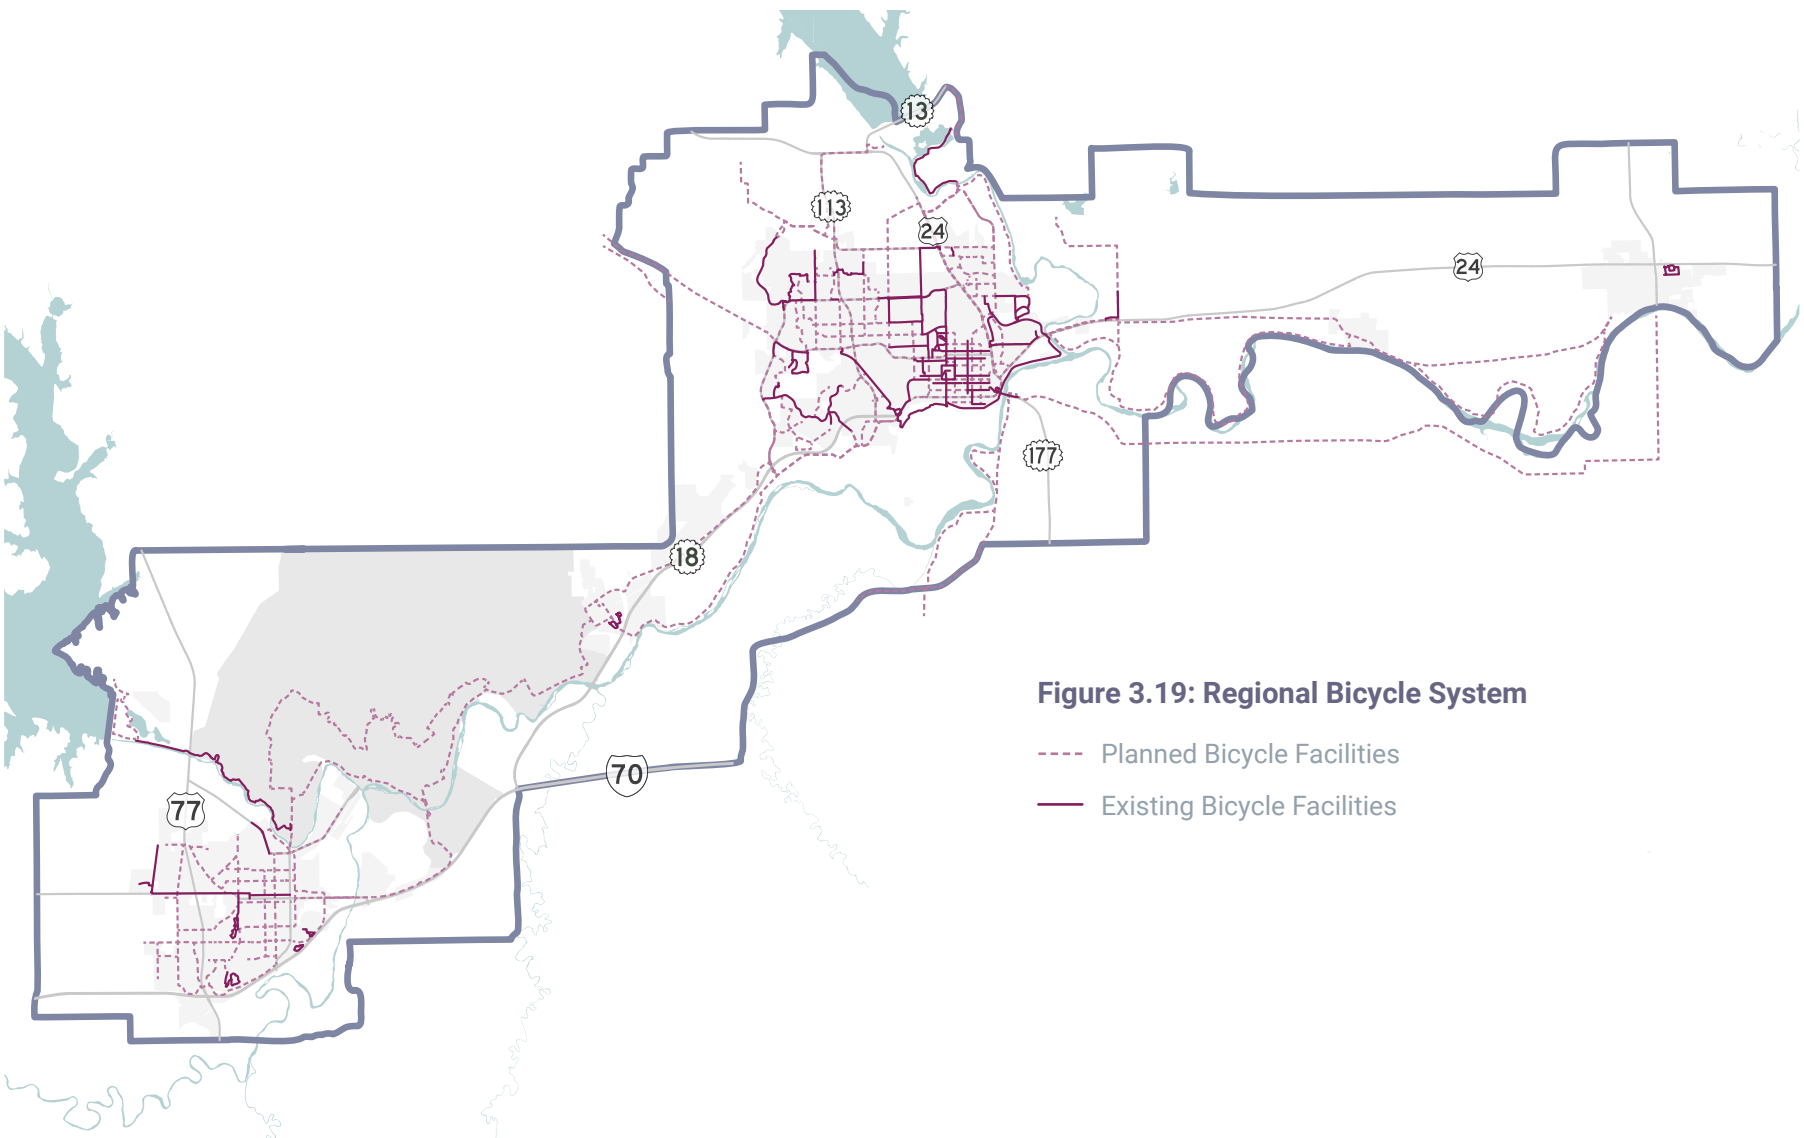 13
113
24
24
177
18
Figure 3.19: Regional Bicycle System
Planned Bicycle Facilities
70
Existing Bicycle Facilities
77